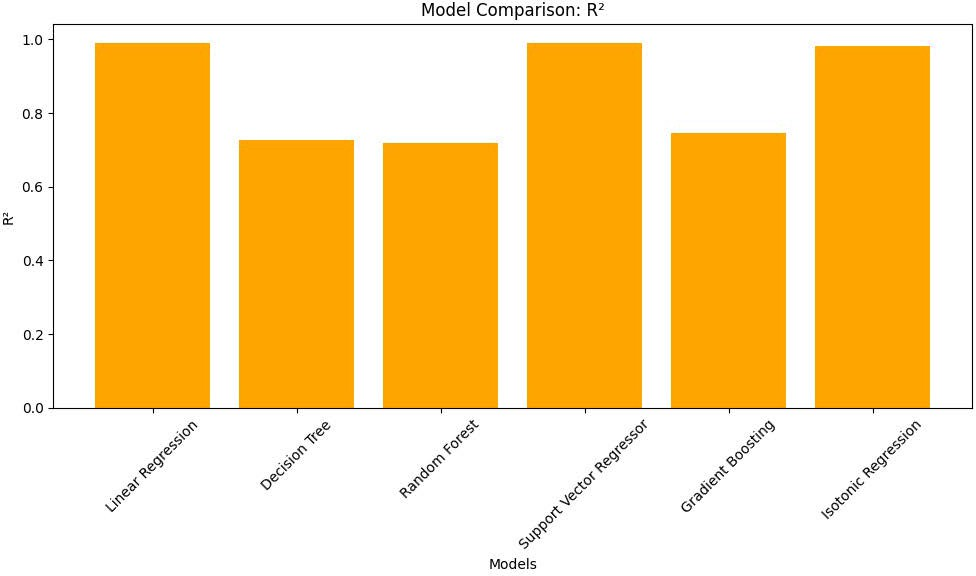 Model Comparison: R²
R²
1.0
0.8
0.6
0.4
0.2
0.0
Linear Regression
Decision Tree
Random Forest
Support Vector Regressor
Gradient Boosting
Isotonic Regression
Models